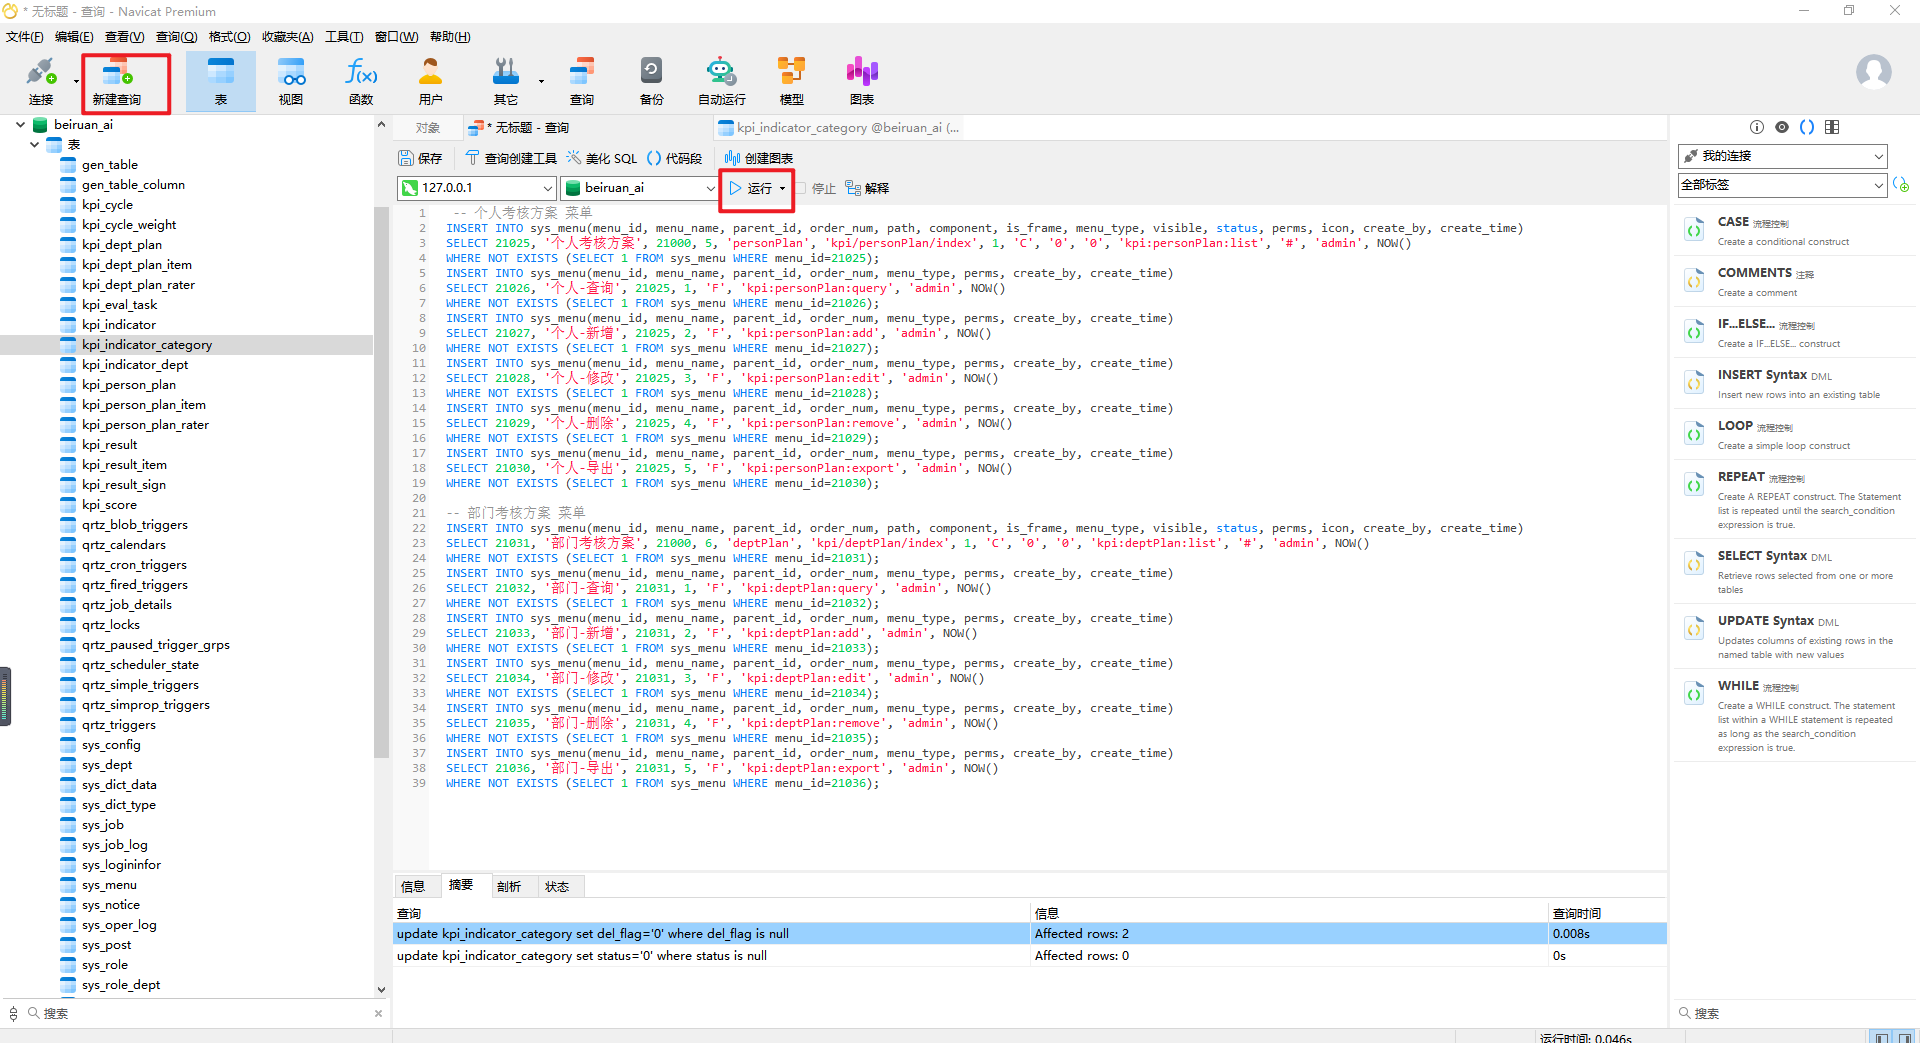 * 无标题 - 查询 - Navicat Premium
文件(F) 编辑(E) 查看(V) 查询(Q) 格式(O) 收藏夹(A) 工具(T) 窗口(W) 帮助(H)
连接 新建查询 表 视图 f(x) 函数 用户 其它 查询 备份 自动运行 模型 图表
beiruan_ai
表
gen_table
gen_table_column
kpi_cycle
kpi_cycle_weight
kpi_dept_plan
kpi_dept_plan_item
kpi_dept_plan_rater
kpi_eval_task
kpi_indicator
kpi_indicator_category
kpi_indicator_dept
kpi_person_plan
kpi_person_plan_item
kpi_person_plan_rater
kpi_result
kpi_result_item
kpi_result_sign
kpi_score
qrtz_blob_triggers
qrtz_calendars
qrtz_cron_triggers
qrtz_fired_triggers
qrtz_job_details
qrtz_locks
qrtz_paused_trigger_grps
qrtz_scheduler_state
qrtz_simple_triggers
qrtz_simprop_triggers
qrtz_triggers
sys_config
sys_dept
sys_dict_data
sys_dict_type
sys_job
sys_job_log
sys_logininfor
sys_menu
sys_notice
sys_oper_log
sys_post
sys_role
sys_role_dept
搜索
对象 * 无标题 - 查询 kpi_indicator_category @beiruan_ai (...
保存 查询创建工具 美化 SQL 代码段 创建图表
127.0.0.1 beiruan_ai 运行 停止 解释
1 -- 个人考核方案 菜单
2 INSERT INTO sys_menu(menu_id, menu_name, parent_id, order_num, path, component, is_frame, menu_type, visible, status, perms, icon, create_by, create_time)
3 SELECT 21025, '个人考核方案', 21000, 5, 'personPlan', 'kpi/personPlan/index', 1, 'C', '0', '0', 'kpi:personPlan:list', '#', 'admin', NOW()
4 WHERE NOT EXISTS (SELECT 1 FROM sys_menu WHERE menu_id=21025);
5 INSERT INTO sys_menu(menu_id, menu_name, parent_id, order_num, menu_type, perms, create_by, create_time)
6 SELECT 21026, '个人-查询', 21025, 1, 'F', 'kpi:personPlan:query', 'admin', NOW()
7 WHERE NOT EXISTS (SELECT 1 FROM sys_menu WHERE menu_id=21026);
8 INSERT INTO sys_menu(menu_id, menu_name, parent_id, order_num, menu_type, perms, create_by, create_time)
9 SELECT 21027, '个人-新增', 21025, 2, 'F', 'kpi:personPlan:add', 'admin', NOW()
10 WHERE NOT EXISTS (SELECT 1 FROM sys_menu WHERE menu_id=21027);
11 INSERT INTO sys_menu(menu_id, menu_name, parent_id, order_num, menu_type, perms, create_by, create_time)
12 SELECT 21028, '个人-修改', 21025, 3, 'F', 'kpi:personPlan:edit', 'admin', NOW()
13 WHERE NOT EXISTS (SELECT 1 FROM sys_menu WHERE menu_id=21028);
14 INSERT INTO sys_menu(menu_id, menu_name, parent_id, order_num, menu_type, perms, create_by, create_time)
15 SELECT 21029, '个人-删除', 21025, 4, 'F', 'kpi:personPlan:remove', 'admin', NOW()
16 WHERE NOT EXISTS (SELECT 1 FROM sys_menu WHERE menu_id=21029);
17 INSERT INTO sys_menu(menu_id, menu_name, parent_id, order_num, menu_type, perms, create_by, create_time)
18 SELECT 21030, '个人-导出', 21025, 5, 'F', 'kpi:personPlan:export', 'admin', NOW()
19 WHERE NOT EXISTS (SELECT 1 FROM sys_menu WHERE menu_id=21030);
20
21 -- 部门考核方案 菜单
22 INSERT INTO sys_menu(menu_id, menu_name, parent_id, order_num, path, component, is_frame, menu_type, visible, status, perms, icon, create_by, create_time)
23 SELECT 21031, '部门考核方案', 21000, 6, 'deptPlan', 'kpi/deptPlan/index', 1, 'C', '0', '0', 'kpi:deptPlan:list', '#', 'admin', NOW()
24 WHERE NOT EXISTS (SELECT 1 FROM sys_menu WHERE menu_id=21031);
25 INSERT INTO sys_menu(menu_id, menu_name, parent_id, order_num, menu_type, perms, create_by, create_time)
26 SELECT 21032, '部门-查询', 21031, 1, 'F', 'kpi:deptPlan:query', 'admin', NOW()
27 WHERE NOT EXISTS (SELECT 1 FROM sys_menu WHERE menu_id=21032);
28 INSERT INTO sys_menu(menu_id, menu_name, parent_id, order_num, menu_type, perms, create_by, create_time)
29 SELECT 21033, '部门-新增', 21031, 2, 'F', 'kpi:deptPlan:add', 'admin', NOW()
30 WHERE NOT EXISTS (SELECT 1 FROM sys_menu WHERE menu_id=21033);
31 INSERT INTO sys_menu(menu_id, menu_name, parent_id, order_num, menu_type, perms, create_by, create_time)
32 SELECT 21034, '部门-修改', 21031, 3, 'F', 'kpi:deptPlan:edit', 'admin', NOW()
33 WHERE NOT EXISTS (SELECT 1 FROM sys_menu WHERE menu_id=21034);
34 INSERT INTO sys_menu(menu_id, menu_name, parent_id, order_num, menu_type, perms, create_by, create_time)
35 SELECT 21035, '部门-删除', 21031, 4, 'F', 'kpi:deptPlan:remove', 'admin', NOW()
36 WHERE NOT EXISTS (SELECT 1 FROM sys_menu WHERE menu_id=21035);
37 INSERT INTO sys_menu(menu_id, menu_name, parent_id, order_num, menu_type, perms, create_by, create_time)
38 SELECT 21036, '部门-导出', 21031, 5, 'F', 'kpi:deptPlan:export', 'admin', NOW()
39 WHERE NOT EXISTS (SELECT 1 FROM sys_menu WHERE menu_id=21036);
信息 摘要 剖析 状态
查询 信息 查询时间
update kpi_indicator_category set del_flag='0' where del_flag is null Affected rows: 2 0.008s
update kpi_indicator_category set status='0' where status is null Affected rows: 0 0s
我的连接
全部标签
CASE 流程控制
Create a conditional construct
COMMENTS 注释
Create a comment
IF...ELSE... 流程控制
Create a IF...ELSE... construct
INSERT Syntax DML
Insert new rows into an existing table
LOOP 流程控制
Create a simple loop construct
REPEAT 流程控制
Create A REPEAT construct. The Statement
list is repeated until the search_condition
expression is true.
SELECT Syntax DML
Retrieve rows selected from one or more
tables
UPDATE Syntax DML
Updates columns of existing rows in the
named table with new values
WHILE 流程控制
Create a WHILE construct. The statement
list within a WHILE statement is repeated
as long as the search_condition
expression is true.
搜索
运行时间: 0.046s